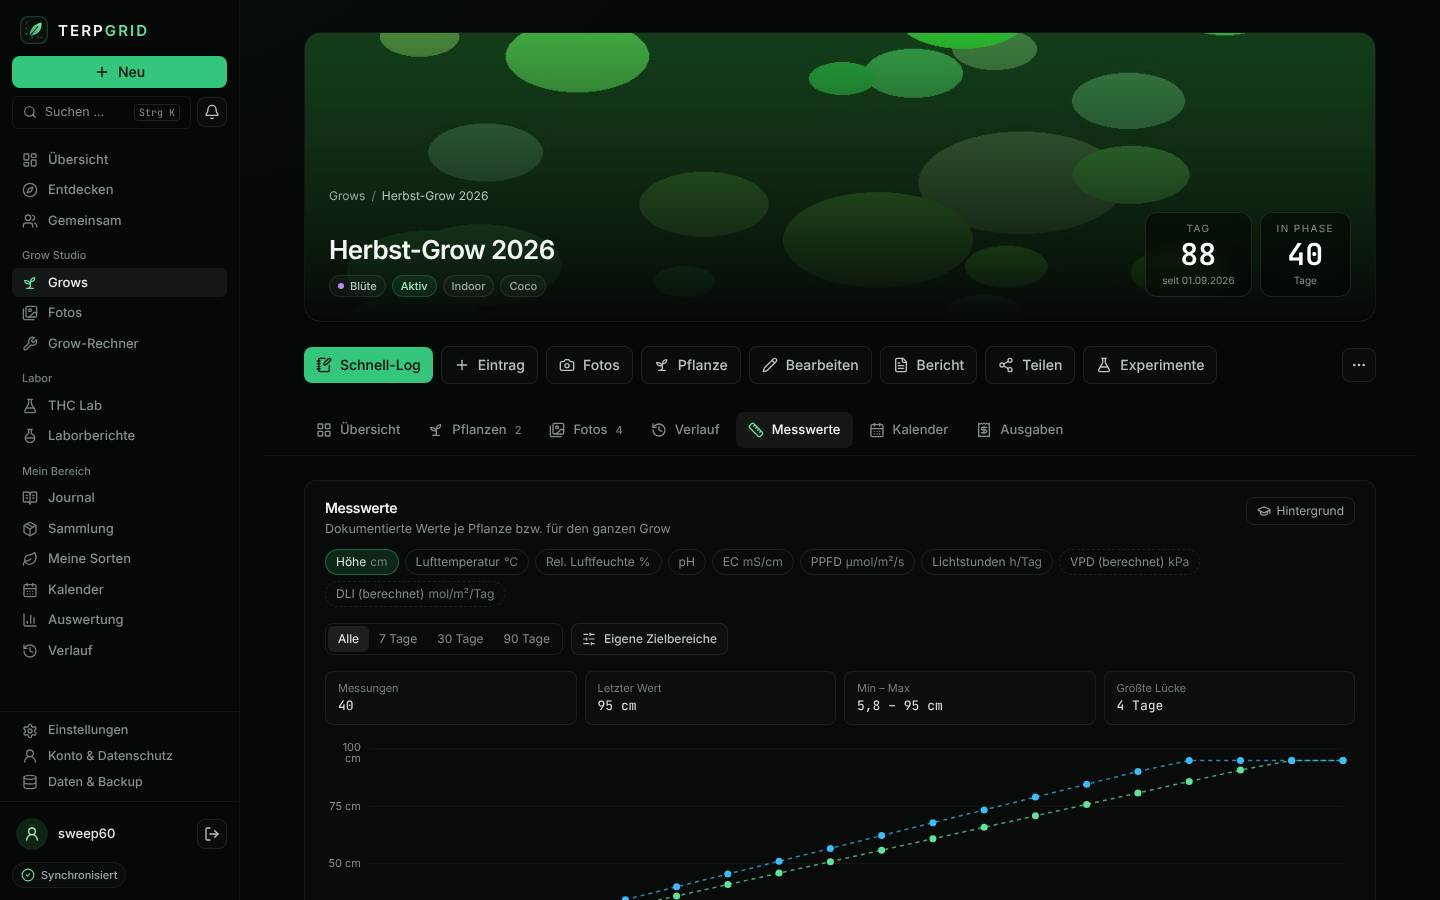 TERPGRID
Neu
Suchen ... Strg K
Übersicht
Entdecken
Gemeinsam
Grow Studio
Grows
Fotos
Grow-Rechner
Labor
THC Lab
Laborberichte
Mein Bereich
Journal
Sammlung
Meine Sorten
Kalender
Auswertung
Verlauf
Einstellungen
Konto & Datenschutz
Daten & Backup
sweep60
Synchronisiert
Grows / Herbst-Grow 2026
Herbst-Grow 2026
Blüte Aktiv Indoor Coco
TAG
88
seit 01.09.2026
IN PHASE
40
Tage
Schnell-Log Eintrag Fotos Pflanze Bearbeiten Bericht Teilen Experimente
Übersicht Pflanzen 2 Fotos 4 Verlauf Messwerte Kalender Ausgaben
Messwerte
Dokumentierte Werte je Pflanze bzw. für den ganzen Grow
Hintergrund
Höhe cm Lufttemperatur °C Rel. Luftfeuchte % pH EC mS/cm PPFD µmol/m²/s Lichtstunden h/Tag VPD (berechnet) kPa
DLI (berechnet) mol/m²/Tag
Alle 7 Tage 30 Tage 90 Tage Eigene Zielbereiche
Messungen
40
Letzter Wert
95 cm
Min – Max
5,8 – 95 cm
Größte Lücke
4 Tage
100
cm
75 cm
50 cm